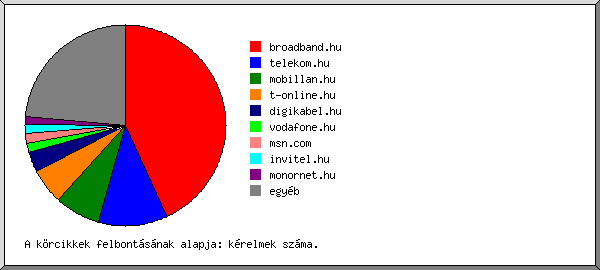 broadband.hu
telekom.hu
mobillan.hu
t-online.hu
digikabel.hu
vodafone.hu
msn.com
invitel.hu
monornet.hu
egyéb
A körcikkek felbontásának alapja: kérelmek száma.